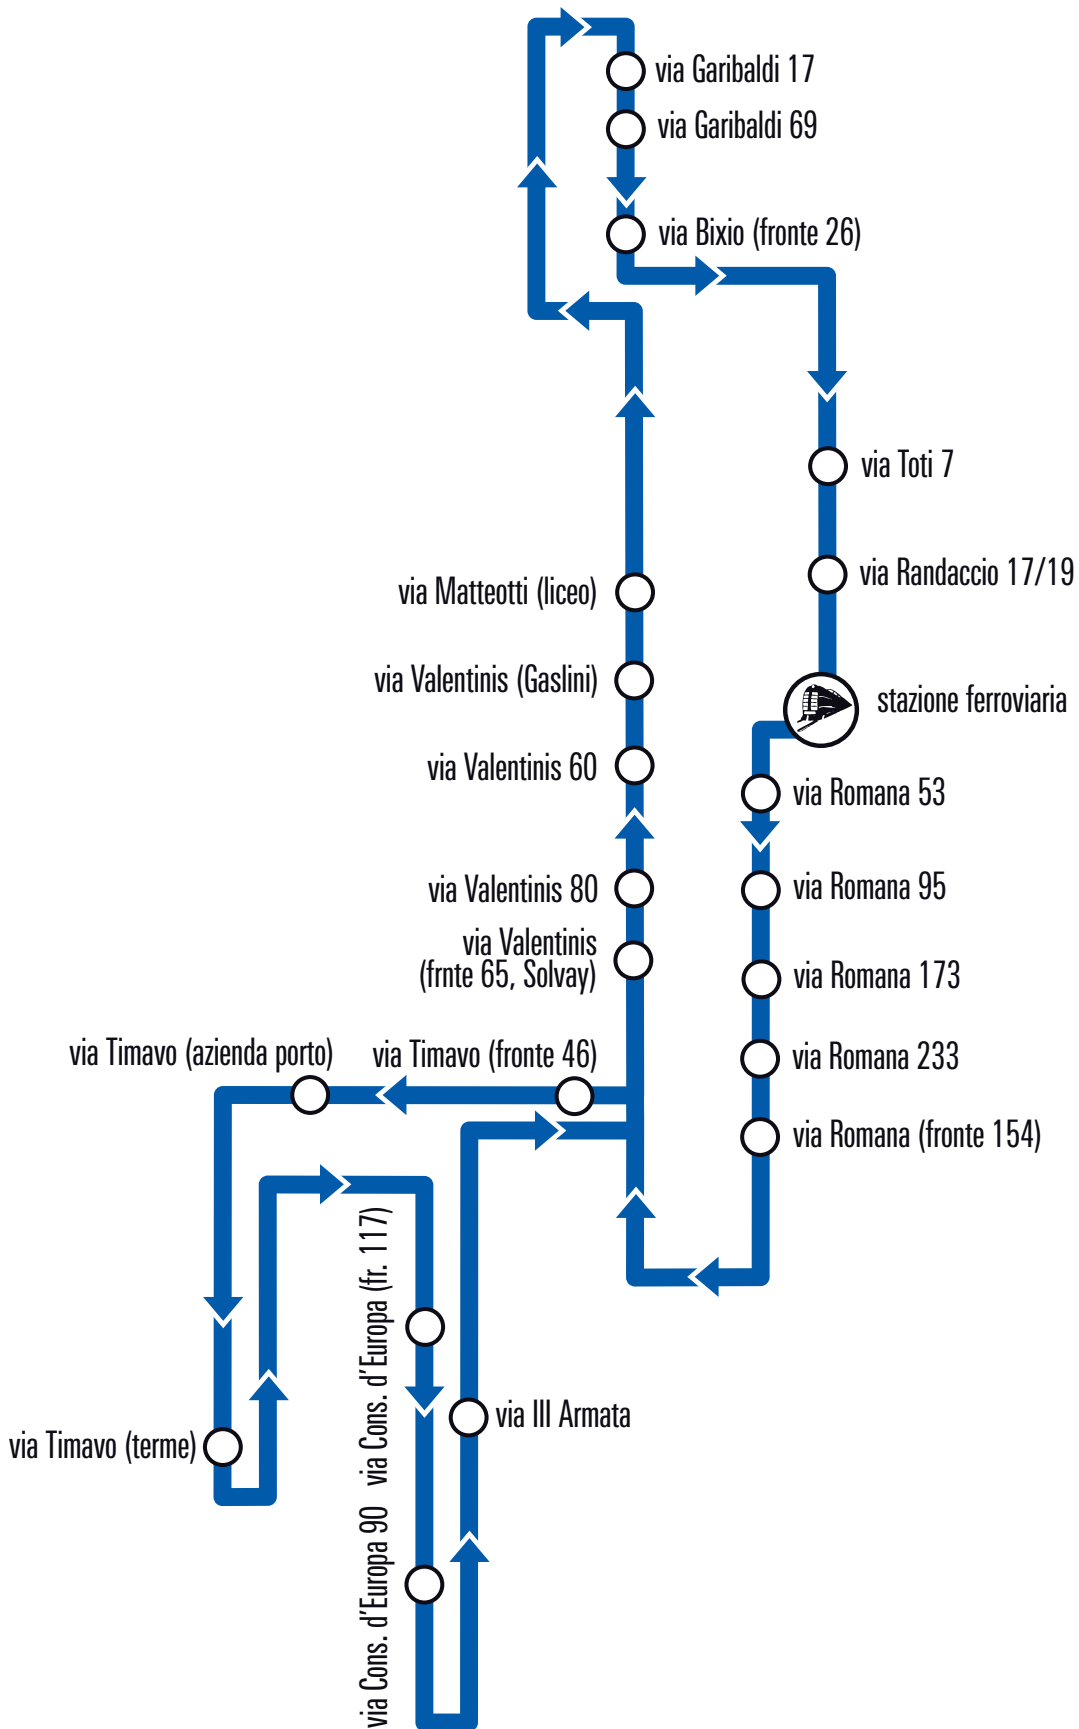 via Garibaldi 17
via Garibaldi 69
via Bixio (fronte 26)
via Toti 7
via Randaccio 17/19
via Matteotti (liceo)
via Valentinis (Gaslini)
stazione ferroviaria
via Valentinis 60
via Romana 53
via Valentinis 80
via Romana 95
via Valentinis
(frnte 65, Solvay)
via Romana 173
via Timavo (azienda porto)
via Timavo (fronte 46)
via Romana 233
via Romana (fronte 154)
via Cons. d'Europa (fr. 117)
via III Armata
via Timavo (terme)
via Cons. d'Europa 90